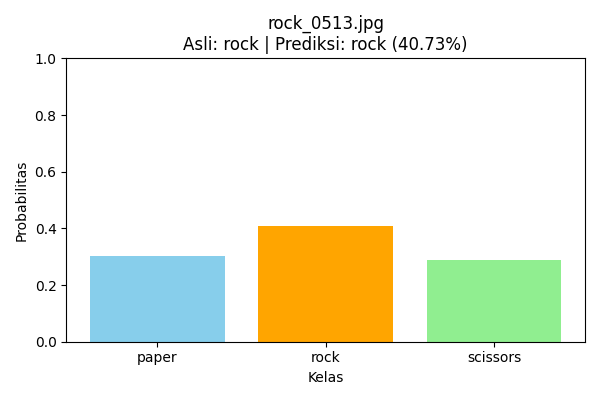 rock_0513.jpg
Asli: rock | Prediksi: rock (40.73%)
1.0
0.8
0.6
0.4
0.2
0.0
Probabilitas
paper rock scissors
Kelas